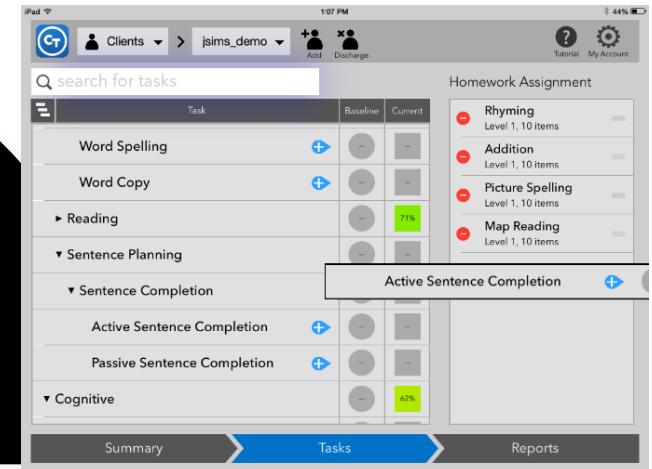 iPad 1:07 PM 44%
CT Clients > jsims_demo Add Discharge Tutorial My Account
search for tasks
Homework Assignment
Task Baseline Current
Word Spelling -- --
Word Copy -- --
Reading -- 71%
Sentence Planning -- --
Sentence Completion
Active Sentence Completion -- --
Passive Sentence Completion -- --
Cognitive -- 62%
Rhyming
Level 1, 10 items
Addition
Level 1, 10 items
Picture Spelling
Level 1, 10 items
Map Reading
Level 1, 10 items
Active Sentence Completion
Summary Tasks Reports